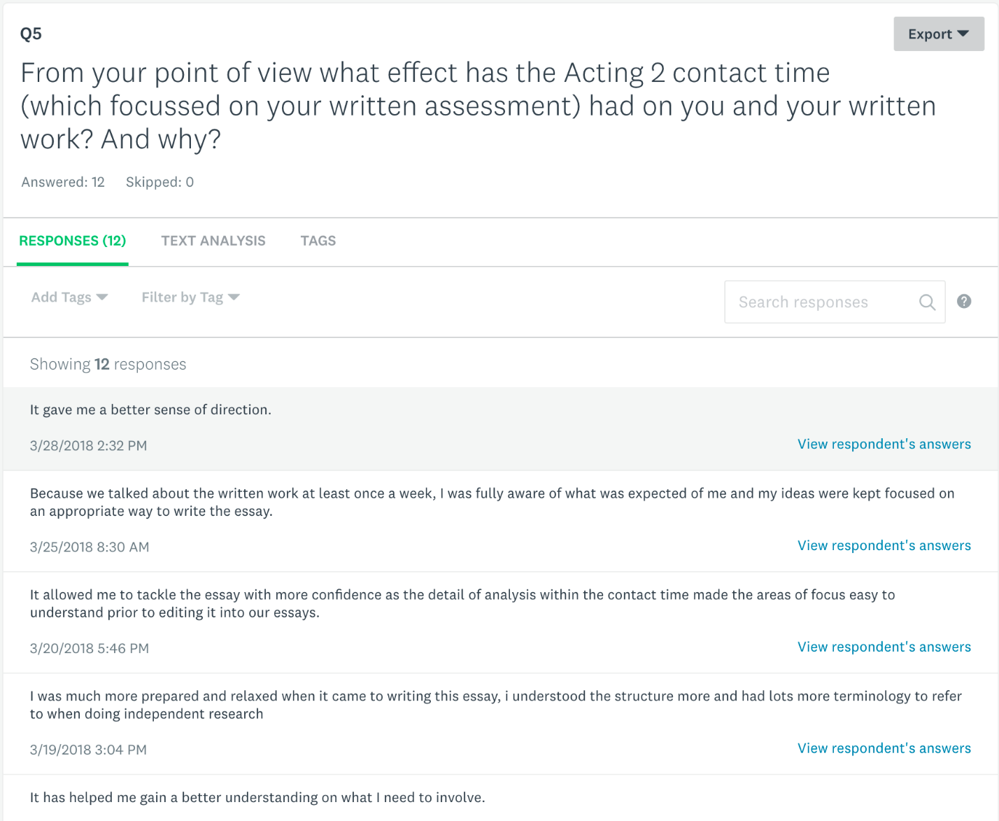 Q5
Export
From your point of view what effect has the Acting 2 contact time
(which focussed on your written assessment) had on you and your written
work? And why?
Answered: 12 Skipped: 0
RESPONSES (12) TEXT ANALYSIS TAGS
Add Tags Filter by Tag Search responses ?
Showing 12 responses
It gave me a better sense of direction.
3/28/2018 2:32 PM View respondent's answers
Because we talked about the written work at least once a week, I was fully aware of what was expected of me and my ideas were kept focused on
an appropriate way to write the essay.
3/25/2018 8:30 AM View respondent's answers
It allowed me to tackle the essay with more confidence as the detail of analysis within the contact time made the areas of focus easy to
understand prior to editing it into our essays.
3/20/2018 5:46 PM View respondent's answers
I was much more prepared and relaxed when it came to writing this essay, i understood the structure more and had lots more terminology to refer
to when doing independent research
3/19/2018 3:04 PM View respondent's answers
It has helped me gain a better understanding on what I need to involve.